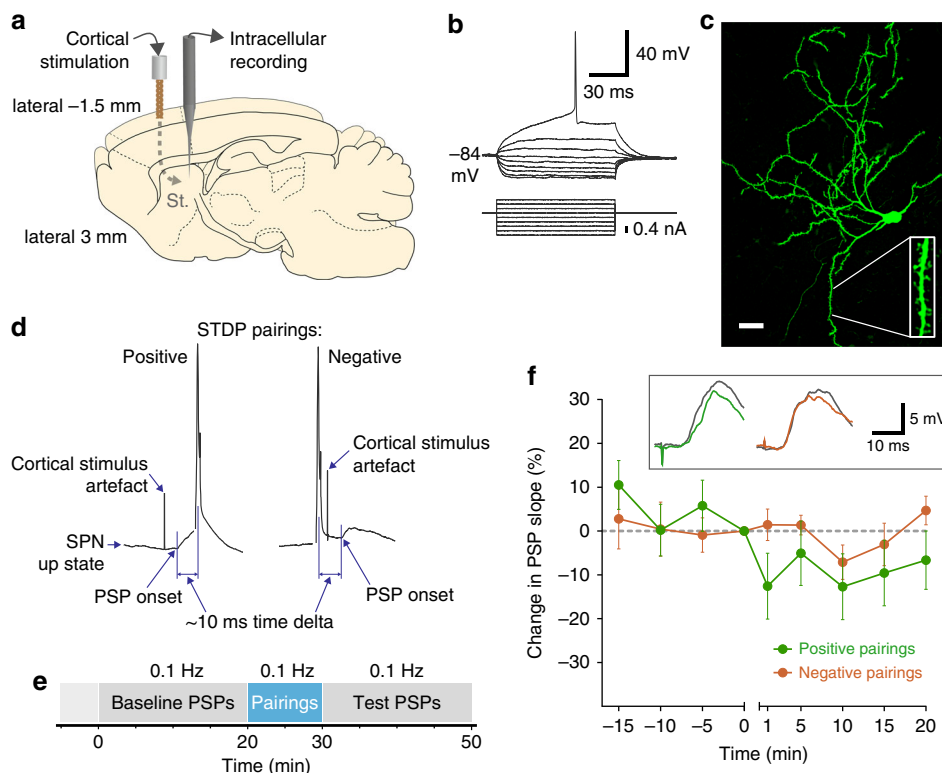 a
Cortical
stimulation
Intracellular
recording
lateral –1.5 mm
St.
lateral 3 mm
b
40 mV
30 ms
–84
mV
0.4 nA
c
d
STDP pairings:
Positive
Negative
Cortical stimulus
artefact
Cortical stimulus
artefact
SPN
up state
PSP onset
PSP onset
~10 ms time delta
e
0.1 Hz
0.1 Hz
0.1 Hz
Baseline PSPs
Pairings
Test PSPs
0
20
30
50
Time (min)
f
5 mV
10 ms
Change in PSP slope (%)
30
20
10
0
–10
–20
–30
Positive pairings
Negative pairings
–15
–10
–5
0
1
5
10
15
20
Time (min)